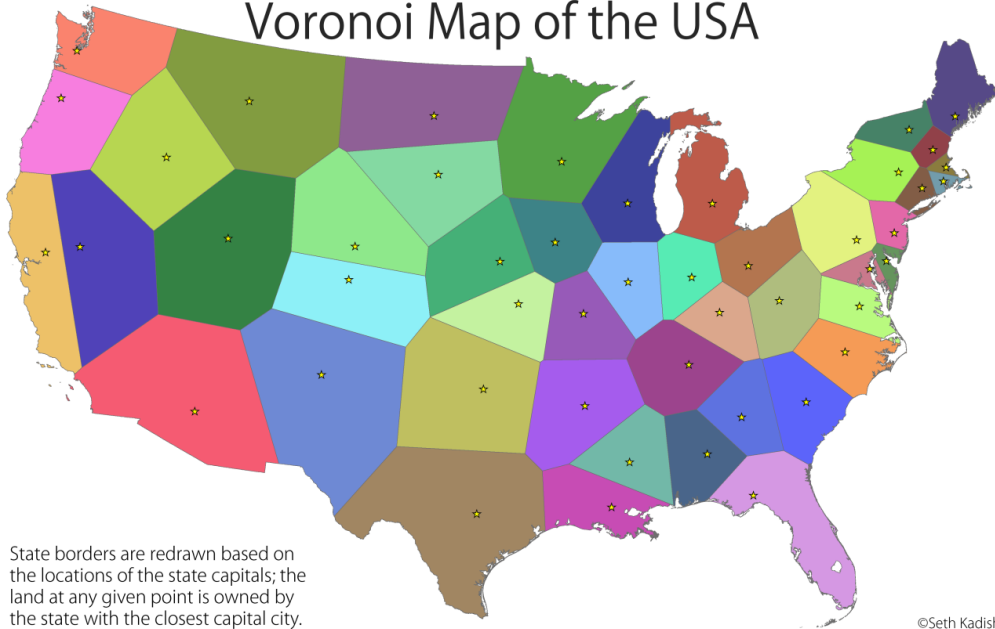 Voronoi Map of the USA
State borders are redrawn based on
the locations of the state capitals; the
land at any given point is owned by
the state with the closest capital city.
©Seth Kadish